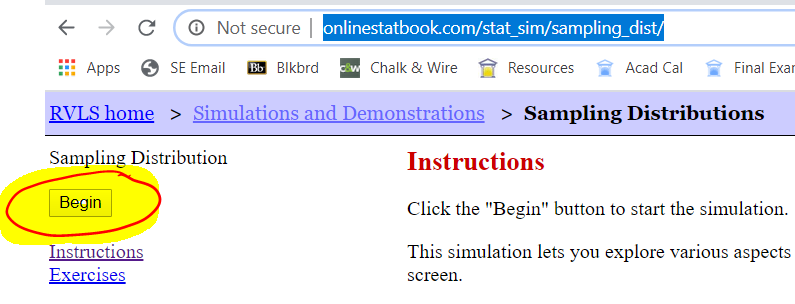 Not secure | onlinestatbook.com/stat_sim/sampling_dist/
Apps SE Email Bb Blkbrd c&w Chalk & Wire Resources Acad Cal Final Exa
RVLS home > Simulations and Demonstrations > Sampling Distributions
Sampling Distribution
Begin
Instructions
Exercises
Instructions
Click the "Begin" button to start the simulation.
This simulation lets you explore various aspects
screen.